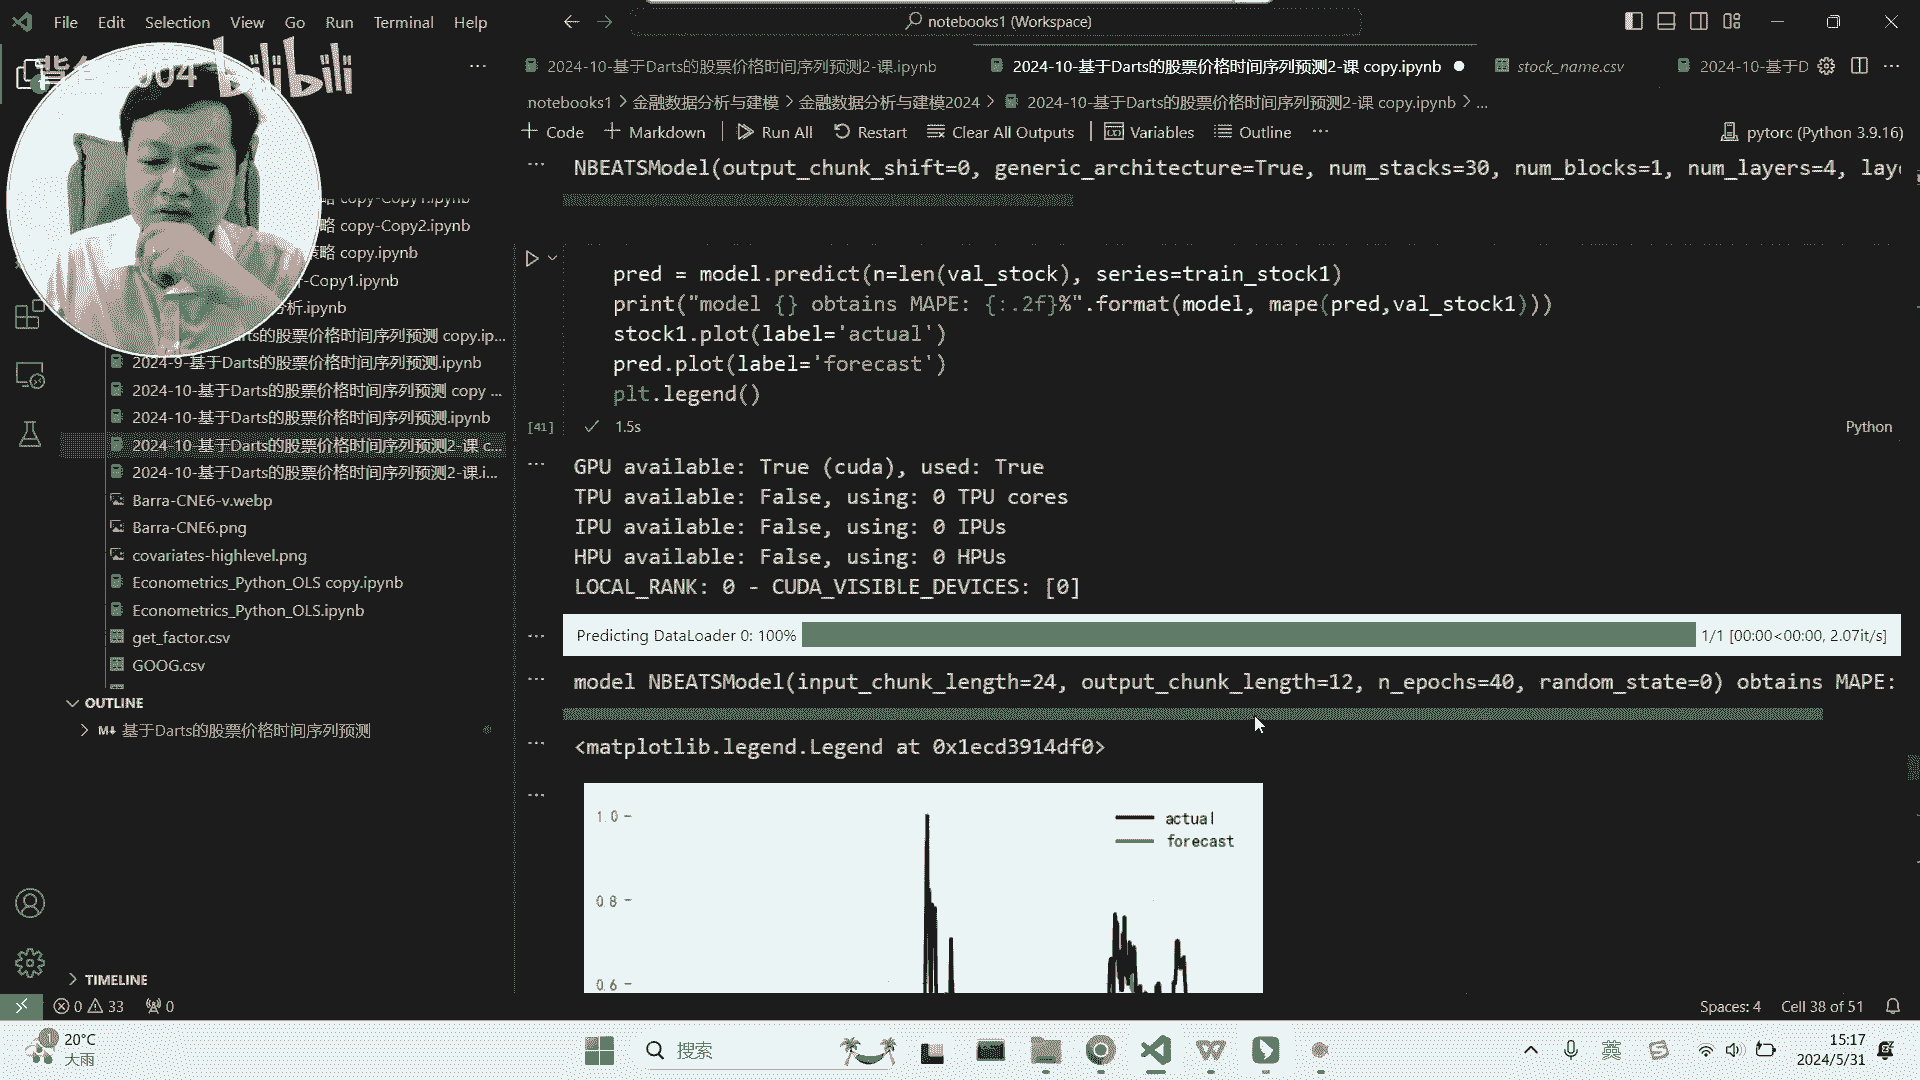 File Edit Selection View Go Run Terminal Help
notebooks1 (Workspace)
bilibili
2024-10-基于Darts的股票价格时间序列预测2-课.ipynb
2024-10-基于Darts的股票价格时间序列预测2-课 copy.ipynb
stock_name.csv
2024-10-基于D
notebooks1 > 金融数据分析与建模 > 金融数据分析与建模2024 > 2024-10-基于Darts的股票价格时间序列预测2-课 copy.ipynb > ...
+ Code + Markdown Run All Restart Clear All Outputs Variables Outline ...
pytorc (Python 3.9.16)
NBEATSModel(output_chunk_shift=0, generic_architecture=True, num_stacks=30, num_blocks=1, num_layers=4, laye
略 copy-Copy1.ipynb
略 copy-Copy2.ipynb
策略 copy.ipynb
-Copy1.ipynb
分析.ipynb
arts的股票价格时间序列预测 copy.ip...
2024-9-基于Darts的股票价格时间序列预测.ipynb
2024-10-基于Darts的股票价格时间序列预测 copy ...
2024-10-基于Darts的股票价格时间序列预测.ipynb
2024-10-基于Darts的股票价格时间序列预测2-课 c...
2024-10-基于Darts的股票价格时间序列预测2-课.i...
Barra-CNE6-v.webp
Barra-CNE6.png
covariates-highlevel.png
Econometrics_Python_OLS copy.ipynb
Econometrics_Python_OLS.ipynb
get_factor.csv
GOOG.csv
OUTLINE
M↓ 基于Darts的股票价格时间序列预测
TIMELINE
pred = model.predict(n=len(val_stock), series=train_stock1)
print("model {} obtains MAPE: {:.2f}%".format(model, mape(pred,val_stock1)))
stock1.plot(label='actual')
pred.plot(label='forecast')
plt.legend()
[41] 1.5s
Python
GPU available: True (cuda), used: True
TPU available: False, using: 0 TPU cores
IPU available: False, using: 0 IPUs
HPU available: False, using: 0 HPUs
LOCAL_RANK: 0 - CUDA_VISIBLE_DEVICES: [0]
Predicting DataLoader 0: 100% 1/1 [00:00<00:00, 2.07it/s]
model NBEATSModel(input_chunk_length=24, output_chunk_length=12, n_epochs=40, random_state=0) obtains MAPE:
<matplotlib.legend.Legend at 0x1ecd3914df0>
1.0
0.8
0.6
actual
forecast
0 33 0
Spaces: 4 Cell 38 of 51
20°C
大雨
搜索
英
15:17
2024/5/31